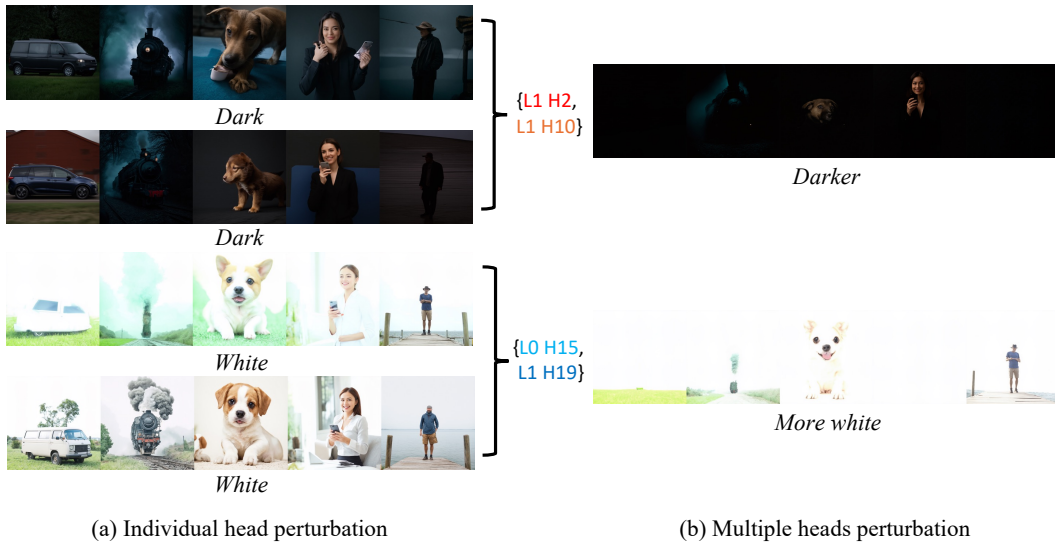 Dark
{L1 H2,
L1 H10}
Darker
Dark
White
{L0 H15,
L1 H19}
More white
White
(a) Individual head perturbation
(b) Multiple heads perturbation